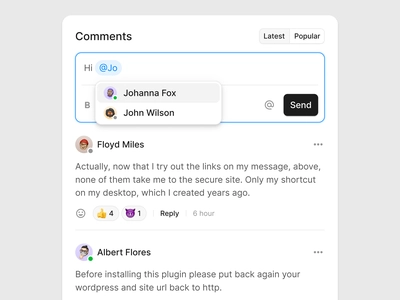 Comments
Latest
Popular
Hi @Jo
Johanna Fox
John Wilson
B
@
Send
Floyd Miles
Actually, now that I try out the links on my message, above,
none of them take me to the secure site. Only my shortcut
on my desktop, which I created years ago.
4
1
Reply
6 hour
Albert Flores
Before installing this plugin please put back again your
wordpress and site url back to http.